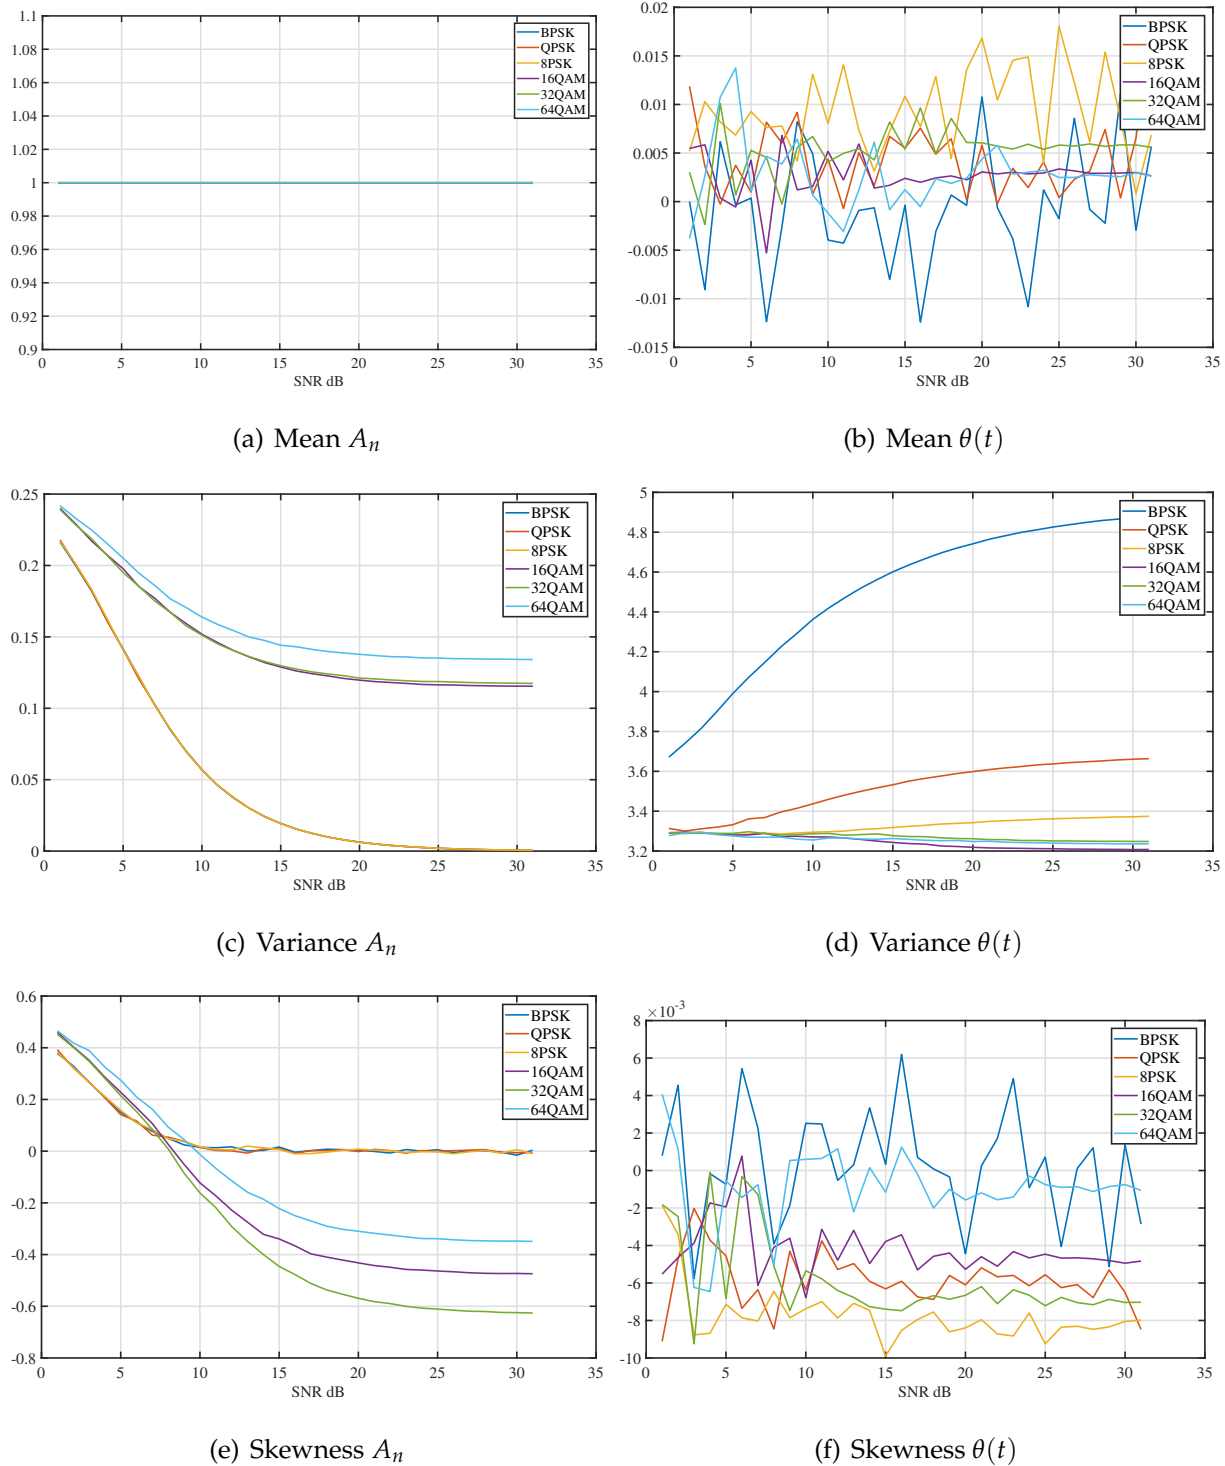 1.1
1.08
1.06
1.04
1.02
1
0.98
0.96
0.94
0.92
0.9
0 5 10 15 20 25 30 35
SNR dB
BPSK
QPSK
8PSK
16QAM
32QAM
64QAM
(a) Mean Aₙ
0.02
0.015
0.01
0.005
0
-0.005
-0.01
-0.015
0 5 10 15 20 25 30 35
SNR dB
BPSK
QPSK
8PSK
16QAM
32QAM
64QAM
(b) Mean θ(t)
0.25
0.2
0.15
0.1
0.05
0
0 5 10 15 20 25 30 35
SNR dB
BPSK
QPSK
8PSK
16QAM
32QAM
64QAM
(c) Variance Aₙ
5
4.8
4.6
4.4
4.2
4
3.8
3.6
3.4
3.2
0 5 10 15 20 25 30 35
SNR dB
BPSK
QPSK
8PSK
16QAM
32QAM
64QAM
(d) Variance θ(t)
0.6
0.4
0.2
0
-0.2
-0.4
-0.6
-0.8
0 5 10 15 20 25 30 35
SNR dB
BPSK
QPSK
8PSK
16QAM
32QAM
64QAM
(e) Skewness Aₙ
×10⁻³
8
6
4
2
0
-2
-4
-6
-8
-10
0 5 10 15 20 25 30 35
SNR dB
BPSK
QPSK
8PSK
16QAM
32QAM
64QAM
(f) Skewness θ(t)